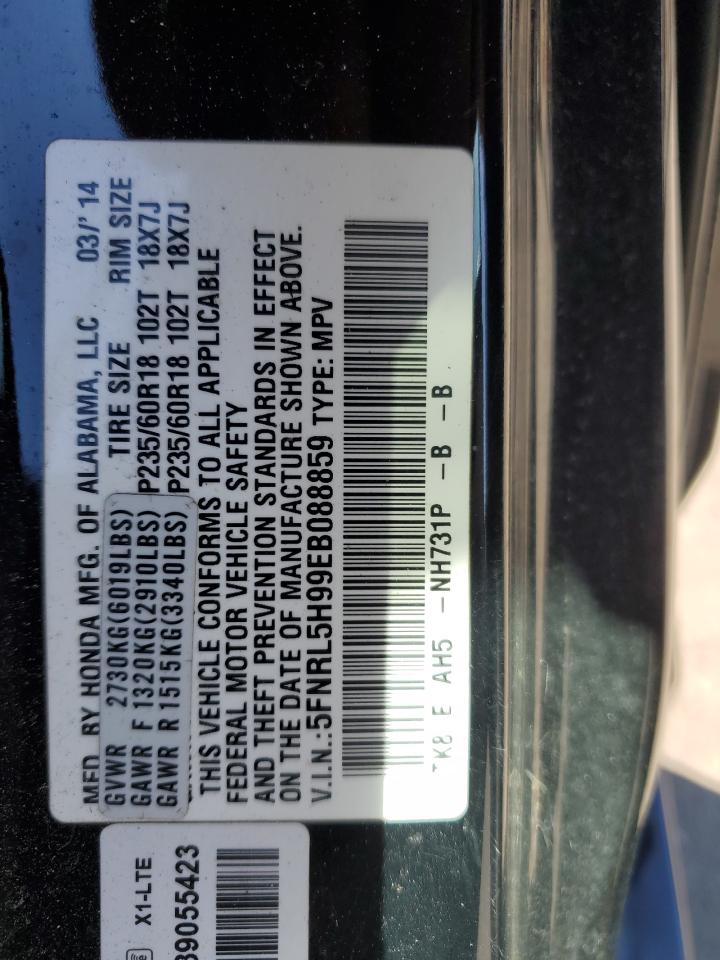 MFD. BY HONDA MFG. OF ALABAMA, LLC 03/'14
TIRE SIZE RIM SIZE
GVWR 2730KG(6019LBS)
GAWR F 1320KG(2910LBS) P235/60R18 102T 18X7J
GAWR R 1515KG(3340LBS) P235/60R18 102T 18X7J
THIS VEHICLE CONFORMS TO ALL APPLICABLE
FEDERAL MOTOR VEHICLE SAFETY
AND THEFT PREVENTION STANDARDS IN EFFECT
ON THE DATE OF MANUFACTURE SHOWN ABOVE.
V.I.N.:5FNRL5H99EB088859 TYPE: MPV
TK8 E AH5 -NH731P -B -B
X1-LTE
39055423